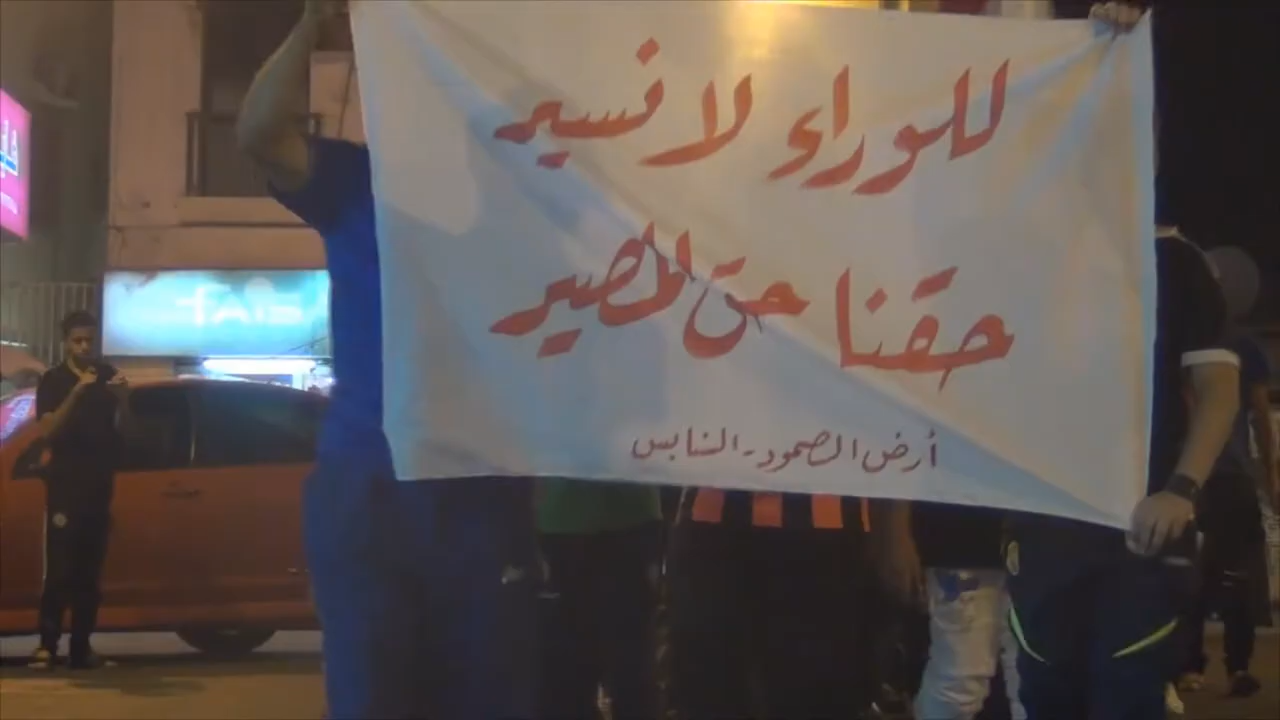 للوراء لا نسير
حقنا حق المصير
أرض الصمود - النابس